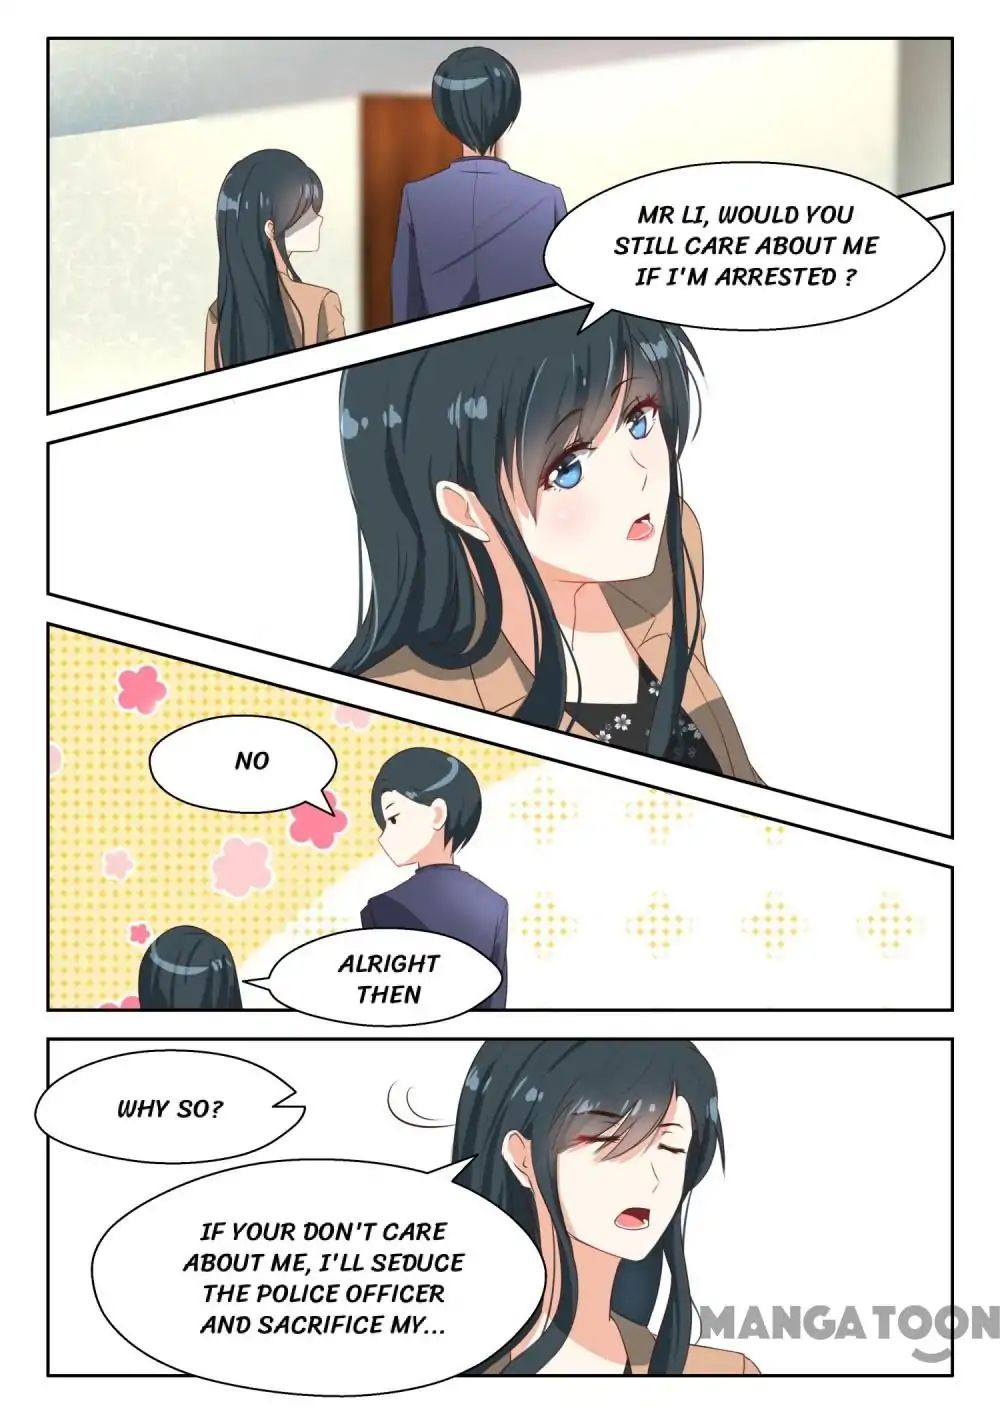 MR LI, WOULD YOU
STILL CARE ABOUT ME
IF I'M ARRESTED ?
NO
ALRIGHT
THEN
WHY SO?
IF YOUR DON'T CARE
ABOUT ME, I'LL SEDUCE
THE POLICE OFFICER
AND SACRIFICE MY...
MANGATOON